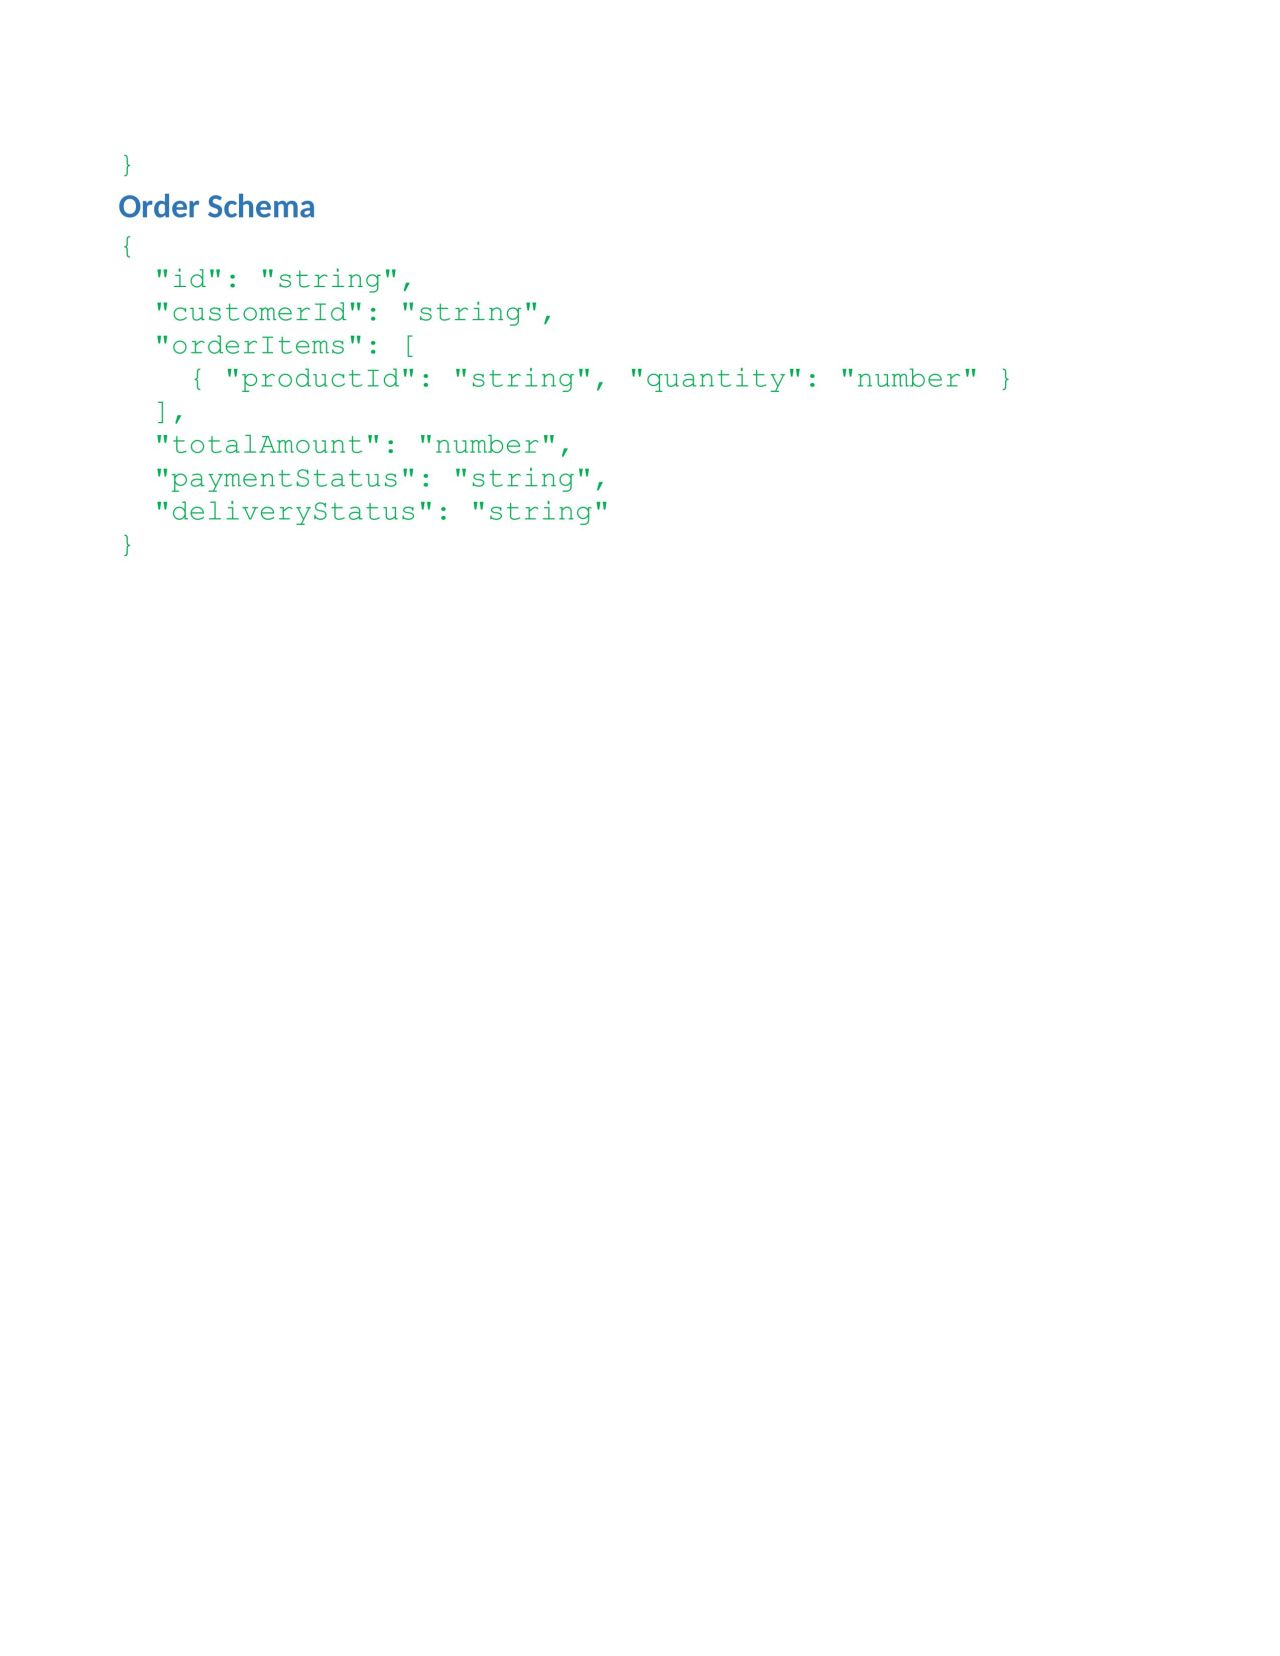 }
Order Schema
{
  "id": "string",
  "customerId": "string",
  "orderItems": [
    { "productId": "string", "quantity": "number" }
  ],
  "totalAmount": "number",
  "paymentStatus": "string",
  "deliveryStatus": "string"
}